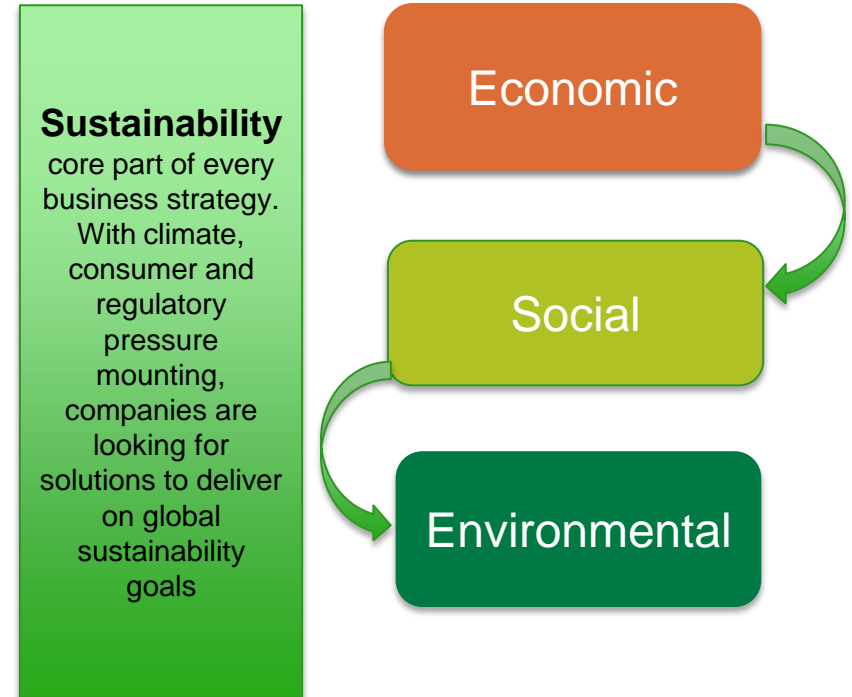 Sustainability
core part of every
business strategy.
With climate,
consumer and
regulatory
pressure
mounting,
companies are
looking for
solutions to deliver
on global
sustainability
goals
Economic
Social
Environmental